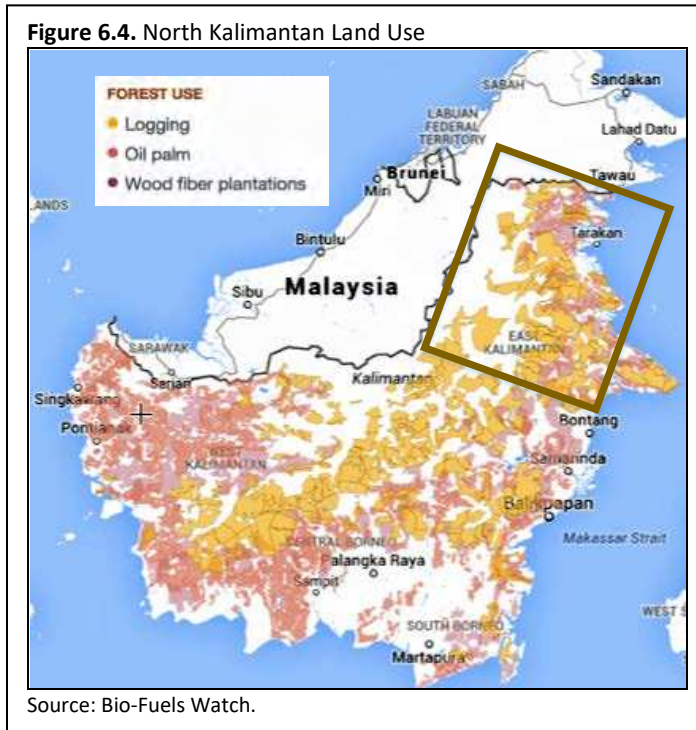 Figure 6.4. North Kalimantan Land Use
FOREST USE
Logging
Oil palm
Wood fiber plantations
SABAH
Sandakan
LABUAN
FEDERAL
TERRITORY
Lahad Datu
Brunei
Miri
Tawau
ANDS
Bintulu
Tarakan
Malaysia
Sibu
EAST
KALIMANTAN
SARAWAK
Kalimantan
Serian
Singkawang
Bontang
Pontianak
WEST
KALIMANTAN
Samarinda
Balikpapan
CENTRAL BORNEO
Makassar Strait
Palangka Raya
Sampit
WEST S
SOUTH BORNEO
Martapura
Source: Bio-Fuels Watch.